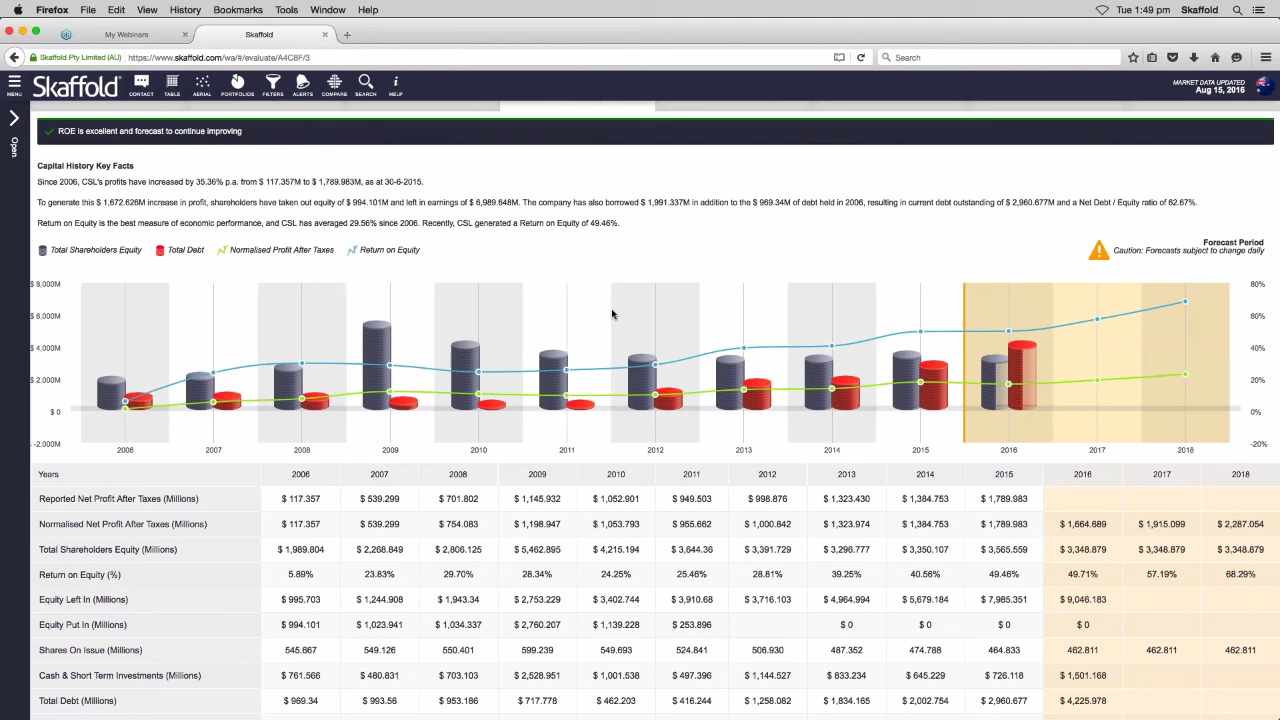 Firefox File Edit View History Bookmarks Tools Window Help Tue 1:49 pm Skaffold
My Webinars Skaffold
Skaffold Pty Limited (AU) https://www.skaffold.com/wa/#/evaluate/A4C8F/3 Search
MENU Skaffold CONTACT TABLE AERIAL PORTFOLIOS FILTERS ALERTS COMPARE SEARCH HELP MARKET DATA UPDATED
Aug 15, 2016
Open
ROE is excellent and forecast to continue improving
Capital History Key Facts
Since 2006, CSL's profits have increased by 35.36% p.a. from $ 117.357M to $ 1,789.983M, as at 30-6-2015.
To generate this $ 1,672.626M increase in profit, shareholders have taken out equity of $ 994.101M and left in earnings of $ 6,989.648M. The company has also borrowed $ 1,991.337M in addition to the $ 969.34M of debt held in 2006, resulting in current debt outstanding of $ 2,960.677M and a Net Debt / Equity ratio of 62.67%.
Return on Equity is the best measure of economic performance, and CSL has averaged 29.56% since 2006. Recently, CSL generated a Return on Equity of 49.46%.
Total Shareholders Equity Total Debt Normalised Profit After Taxes Return on Equity
Forecast Period
Caution: Forecasts subject to change daily
$ 8,000M 80%
$ 6,000M 60%
$ 4,000M 40%
$ 2,000M 20%
$ 0 0%
-2,000M -20%
2006 2007 2008 2009 2010 2011 2012 2013 2014 2015 2016 2017 2018
Years 2006 2007 2008 2009 2010 2011 2012 2013 2014 2015 2016 2017 2018
Reported Net Profit After Taxes (Millions) $ 117.357 $ 539.299 $ 701.802 $ 1,145.932 $ 1,052.901 $ 949.503 $ 998.876 $ 1,323.430 $ 1,384.753 $ 1,789.983
Normalised Net Profit After Taxes (Millions) $ 117.357 $ 539.299 $ 754.083 $ 1,198.947 $ 1,053.793 $ 955.662 $ 1,000.842 $ 1,323.974 $ 1,384.753 $ 1,789.983 $ 1,664.689 $ 1,915.099 $ 2,287.054
Total Shareholders Equity (Millions) $ 1,989.804 $ 2,268.849 $ 2,806.125 $ 5,462.895 $ 4,215.194 $ 3,644.36 $ 3,391.729 $ 3,296.777 $ 3,350.107 $ 3,565.559 $ 3,348.879 $ 3,348.879 $ 3,348.879
Return on Equity (%) 5.89% 23.83% 29.70% 28.34% 24.25% 25.46% 28.81% 39.25% 40.56% 49.46% 49.71% 57.19% 68.29%
Equity Left In (Millions) $ 995.703 $ 1,244.908 $ 1,943.34 $ 2,753.229 $ 3,402.744 $ 3,910.68 $ 3,716.103 $ 4,964.994 $ 5,679.184 $ 7,985.351 $ 9,046.183
Equity Put In (Millions) $ 994.101 $ 1,023.941 $ 1,034.337 $ 2,760.207 $ 1,139.228 $ 253.896 $ 0 $ 0 $ 0 $ 0
Shares On Issue (Millions) 545.667 549.126 550.401 599.239 549.693 524.841 506.930 487.352 474.788 464.833 462.811 462.811 462.811
Cash & Short Term Investments (Millions) $ 761.566 $ 480.831 $ 703.103 $ 2,528.951 $ 1,001.538 $ 497.396 $ 1,144.527 $ 833.234 $ 645.229 $ 726.118 $ 1,501.168
Total Debt (Millions) $ 969.34 $ 993.56 $ 953.186 $ 717.778 $ 462.203 $ 416.244 $ 1,258.082 $ 1,834.165 $ 2,002.754 $ 2,960.677 $ 4,225.978